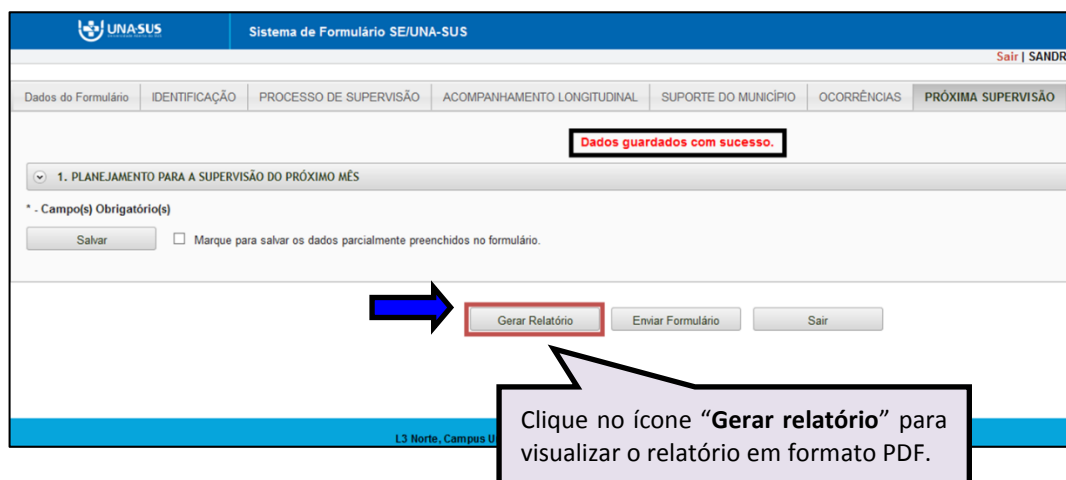 UNA-SUS
Sistema de Formulário SE/UNA-SUS
Sair | SANDR
Dados do Formulário IDENTIFICAÇÃO PROCESSO DE SUPERVISÃO ACOMPANHAMENTO LONGITUDINAL SUPORTE DO MUNICÍPIO OCORRÊNCIAS PRÓXIMA SUPERVISÃO
Dados guardados com sucesso.
1. PLANEJAMENTO PARA A SUPERVISÃO DO PRÓXIMO MÊS
* - Campo(s) Obrigatório(s)
Salvar Marque para salvar os dados parcialmente preenchidos no formulário.
Gerar Relatório Enviar Formulário Sair
Clique no ícone “Gerar relatório” para
visualizar o relatório em formato PDF.
L3 Norte, Campus U